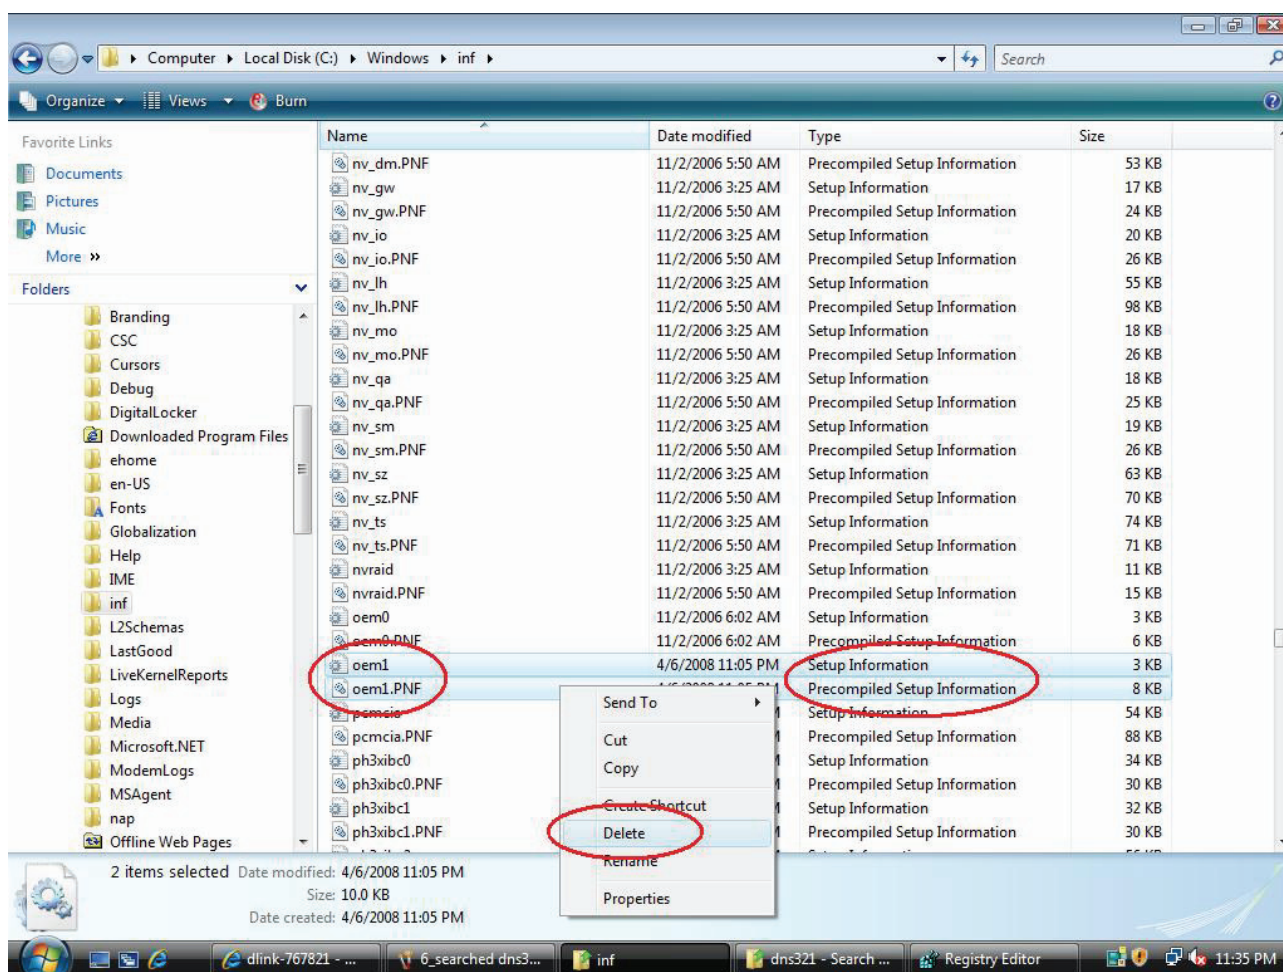 Computer ▸ Local Disk (C:) ▸ Windows ▸ inf ▸
Search
Organize Views Burn
Favorite Links
Documents
Pictures
Music
More »
Folders
Branding
CSC
Cursors
Debug
DigitalLocker
Downloaded Program Files
ehome
en-US
Fonts
Globalization
Help
IME
inf
L2Schemas
LastGood
LiveKernelReports
Logs
Media
Microsoft.NET
ModemLogs
MSAgent
nap
Offline Web Pages
Name Date modified Type Size
nv_dm.PNF 11/2/2006 5:50 AM Precompiled Setup Information 53 KB
nv_gw 11/2/2006 3:25 AM Setup Information 17 KB
nv_gw.PNF 11/2/2006 5:50 AM Precompiled Setup Information 24 KB
nv_io 11/2/2006 3:25 AM Setup Information 20 KB
nv_io.PNF 11/2/2006 5:50 AM Precompiled Setup Information 26 KB
nv_lh 11/2/2006 3:25 AM Setup Information 55 KB
nv_lh.PNF 11/2/2006 5:50 AM Precompiled Setup Information 98 KB
nv_mo 11/2/2006 3:25 AM Setup Information 18 KB
nv_mo.PNF 11/2/2006 5:50 AM Precompiled Setup Information 26 KB
nv_qa 11/2/2006 3:25 AM Setup Information 18 KB
nv_qa.PNF 11/2/2006 5:50 AM Precompiled Setup Information 25 KB
nv_sm 11/2/2006 3:25 AM Setup Information 19 KB
nv_sm.PNF 11/2/2006 5:50 AM Precompiled Setup Information 26 KB
nv_sz 11/2/2006 3:25 AM Setup Information 63 KB
nv_sz.PNF 11/2/2006 5:50 AM Precompiled Setup Information 70 KB
nv_ts 11/2/2006 3:25 AM Setup Information 74 KB
nv_ts.PNF 11/2/2006 5:50 AM Precompiled Setup Information 71 KB
nvraid 11/2/2006 3:25 AM Setup Information 11 KB
nvraid.PNF 11/2/2006 5:50 AM Precompiled Setup Information 15 KB
oem0 11/2/2006 6:02 AM Setup Information 3 KB
oem0.PNF 11/2/2006 6:02 AM Precompiled Setup Information 6 KB
oem1 4/6/2008 11:05 PM Setup Information 3 KB
oem1.PNF Precompiled Setup Information 8 KB
pcmcia Setup Information 54 KB
pcmcia.PNF Precompiled Setup Information 88 KB
ph3xibc0 Setup Information 34 KB
ph3xibc0.PNF Precompiled Setup Information 30 KB
ph3xibc1 Setup Information 32 KB
ph3xibc1.PNF Precompiled Setup Information 30 KB
Send To
Cut
Copy
Create Shortcut
Delete
Rename
Properties
2 items selected Date modified: 4/6/2008 11:05 PM
Size: 10.0 KB
Date created: 4/6/2008 11:05 PM
dlink-767821 - ... 6_searched dns3... inf dns321 - Search ... Registry Editor 11:35 PM